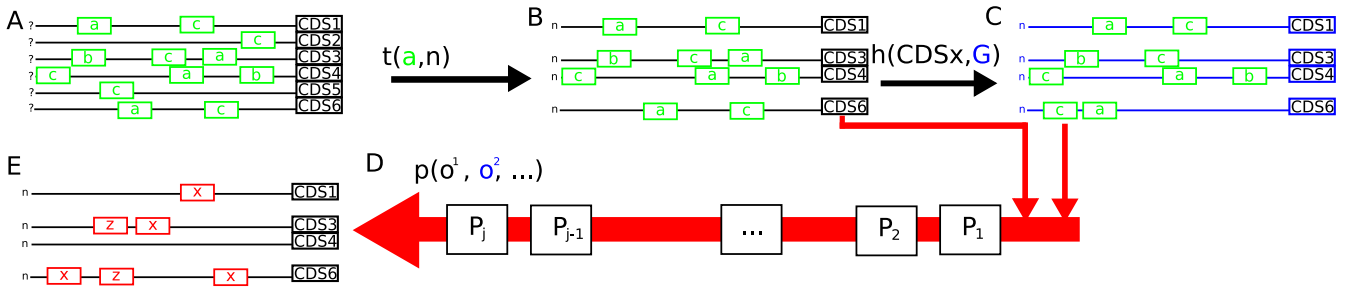 A
? a c CDS1
? c CDS2
? b c a CDS3
? c a b CDS4
? c CDS5
? a c CDS6
t(a,n)
B
n a c CDS1
n b c a CDS3
n c a b CDS4
n a c CDS6
h(CDSx,G)
C
n a c CDS1
n b c CDS3
n c a b CDS4
n c a CDS6
D
p(o¹, o², ...)
Pj Pj-1 ... P2 P1
E
n x CDS1
n z x CDS3
n CDS4
n x z x CDS6